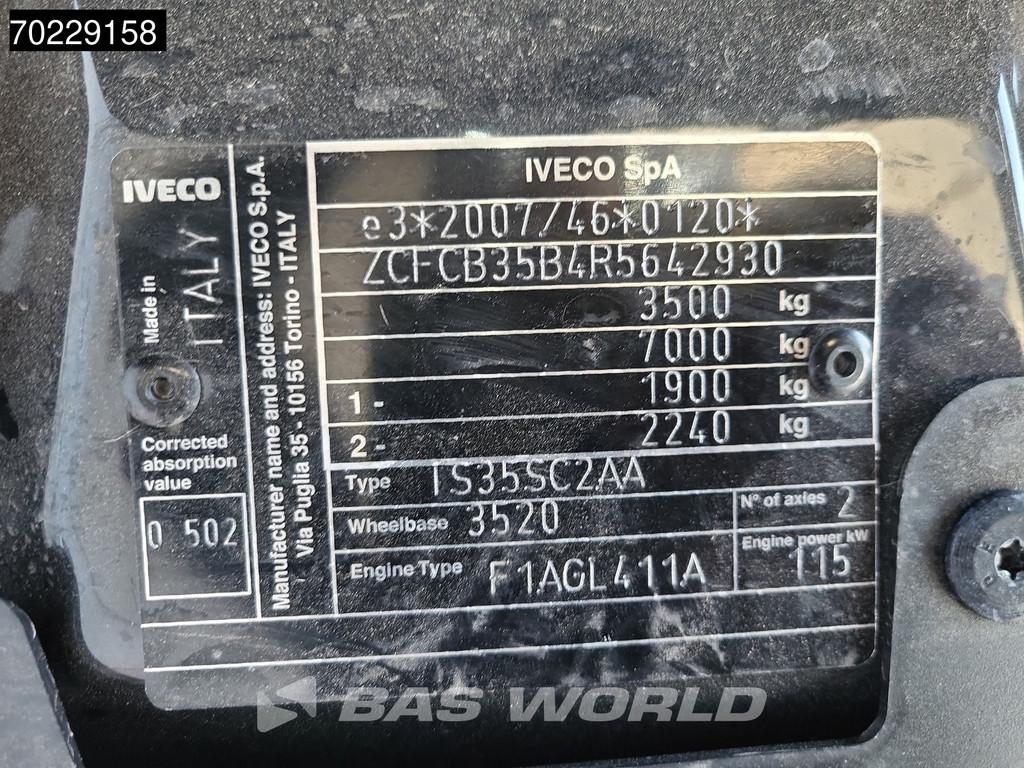 70229158
IVECO
Made in ITALY
Corrected
absorption
value
0 502
Manufacturer name and address: IVECO S.p.A.
Via Puglia 35 - 10156 Torino - ITALY
IVECO SpA
e3*2007/46*0120*
ZCFCB35B4R5642930
3500 kg
7000 kg
1 - 1900 kg
2 - 2240 kg
Type IS35SC2AA
Wheelbase 3520
N° of axles 2
Engine Type F1AGL411A
Engine power kW 115
BAS WORLD